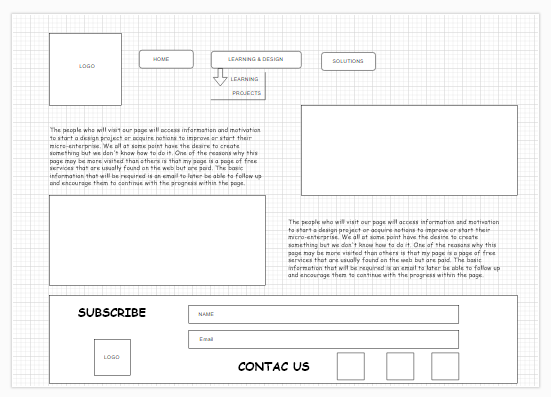 LOGO
HOME
LEARNING & DESIGN
SOLUTIONS
LEARNING
PROJECTS
The people who will visit our page will access information and motivation
to start a design project or acquire notions to improve or start their
micro-enterprise. We all at some point have the desire to create
something but we don't know how to do it. One of the reasons why this
page may be more visited than others is that my page is a page of free
services that are usually found on the web but are paid. The basic
information that will be required is an email to later be able to follow up
and encourage them to continue with the progress within the page.
The people who will visit our page will access information and motivation
to start a design project or acquire notions to improve or start their
micro-enterprise. We all at some point have the desire to create
something but we don't know how to do it. One of the reasons why this
page may be more visited than others is that my page is a page of free
services that are usually found on the web but are paid. The basic
information that will be required is an email to later be able to follow up
and encourage them to continue with the progress within the page.
SUBSCRIBE
NAME
Email
LOGO
CONTAC US